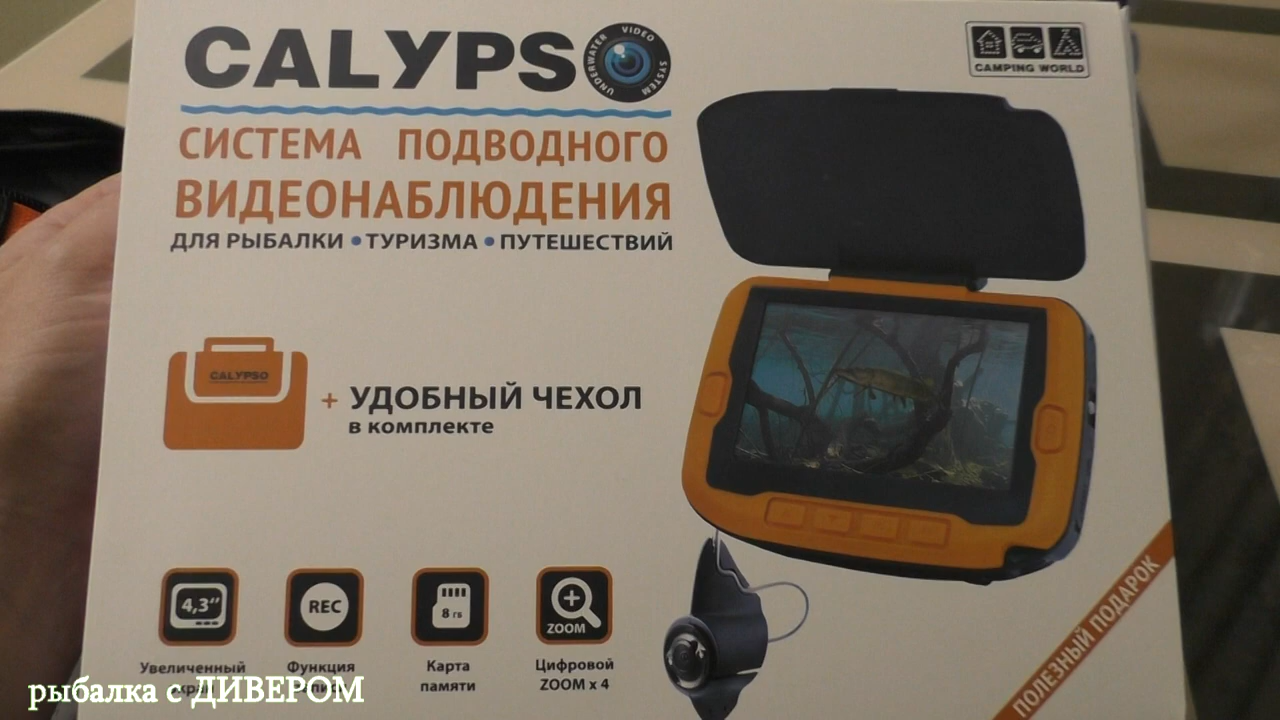 CALYPSO
UNDERWATER VIDEO SYSTEM
CAMPING WORLD
СИСТЕМА ПОДВОДНОГО
ВИДЕОНАБЛЮДЕНИЯ
ДЛЯ РЫБАЛКИ • ТУРИЗМА • ПУТЕШЕСТВИЙ
CALYPSO
+ УДОБНЫЙ ЧЕХОЛ
в комплекте
4,3‘‘
REC
8 ГБ
ZOOM
Увеличенный
Функция
Карта
памяти
Цифровой
ZOOM x 4
ПОЛЕЗНЫЙ ПОДАРОК
рыбалка с ДИВЕРОМ